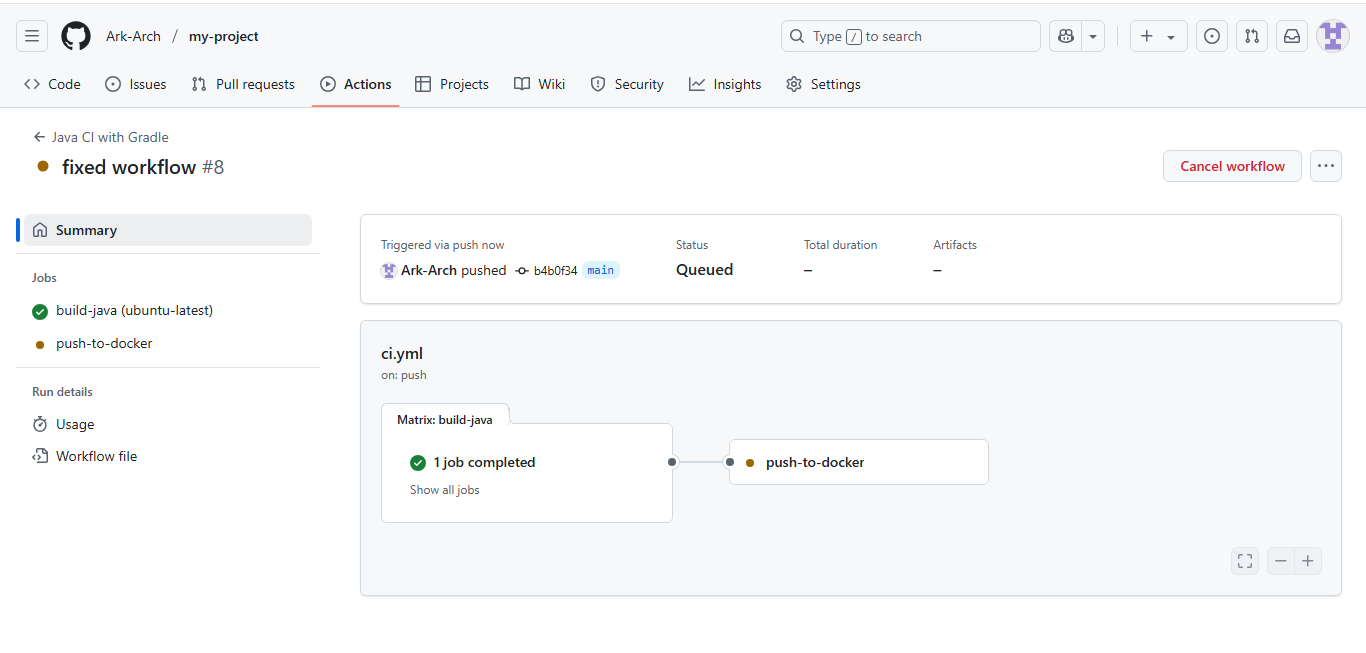 Ark-Arch / my-project
Type / to search
Code Issues Pull requests Actions Projects Wiki Security Insights Settings
Java CI with Gradle
fixed workflow #8
Cancel workflow
Summary
Jobs
build-java (ubuntu-latest)
push-to-docker
Run details
Usage
Workflow file
Triggered via push now Status Total duration Artifacts
Ark-Arch pushed b4b0f34 main Queued – –
ci.yml
on: push
Matrix: build-java
1 job completed
Show all jobs
push-to-docker